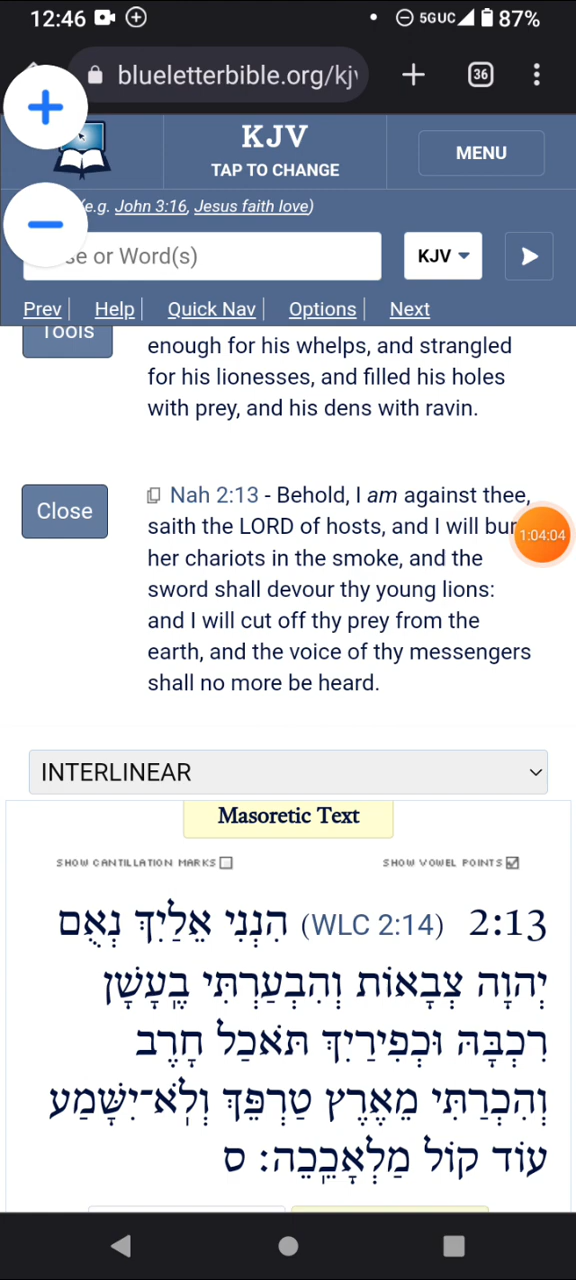 12:46 5GUC 87%
blueletterbible.org/kj 36
KJV
TAP TO CHANGE
MENU
(e.g. John 3:16, Jesus faith love)
se or Word(s) KJV
Prev Help Quick Nav Options Next
Tools
enough for his whelps, and strangled
for his lionesses, and filled his holes
with prey, and his dens with ravin.
Close
Nah 2:13 - Behold, I am against thee,
saith the LORD of hosts, and I will bur
1:04:04
her chariots in the smoke, and the
sword shall devour thy young lions:
and I will cut off thy prey from the
earth, and the voice of thy messengers
shall no more be heard.
INTERLINEAR
Masoretic Text
SHOW CANTILLATION MARKS SHOW VOWEL POINTS
2:13 (WLC 2:14) הִנְנִי אֵלַיִךְ נְאֻם
יְהוָה צְבָאוֹת וְהִבְעַרְתִּי בֶעָשָׁן
רִכְבָּהּ וּכְפִירַיִךְ תֹּאכַל חָרֶב
וְהִכְרַתִּי מֵאֶרֶץ טַרְפֵּךְ וְלֹא־יִשָּׁמַע
עוֹד קוֹל מַלְאָכֵכֵה׃ ס